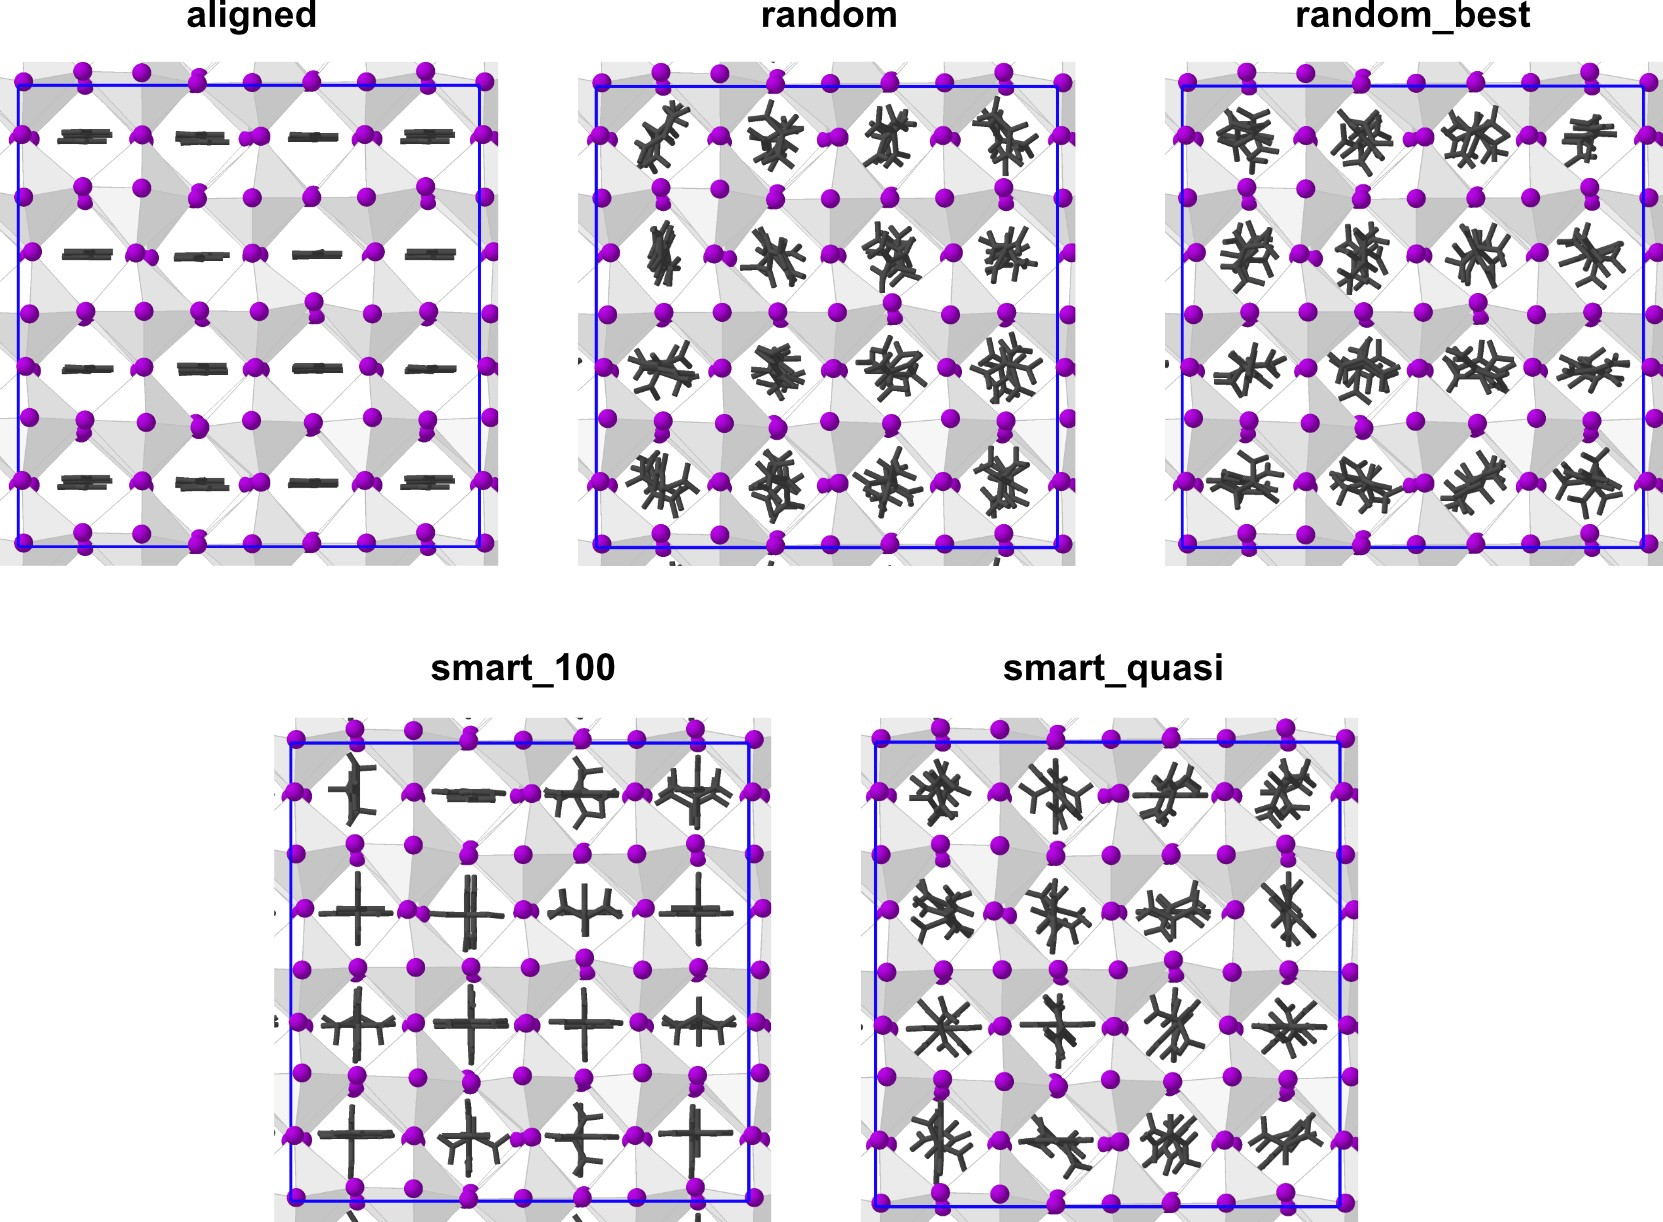 aligned
random
random_best
smart_100
smart_quasi